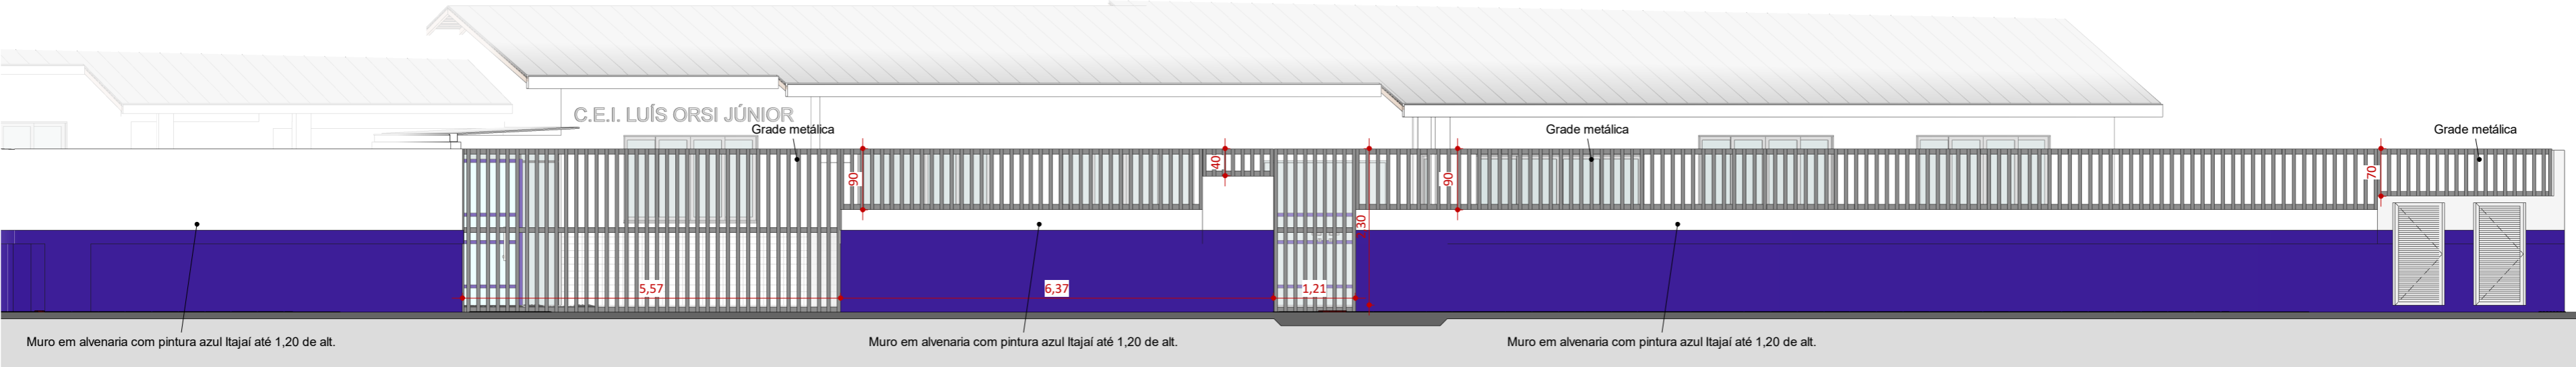 C.E.I. LUÍS ORSI JÚNIOR
Grade metálica
Grade metálica
Grade metálica
90
40
90
2,30
70
5,57
6,37
1,21
Muro em alvenaria com pintura azul Itajaí até 1,20 de alt.
Muro em alvenaria com pintura azul Itajaí até 1,20 de alt.
Muro em alvenaria com pintura azul Itajaí até 1,20 de alt.